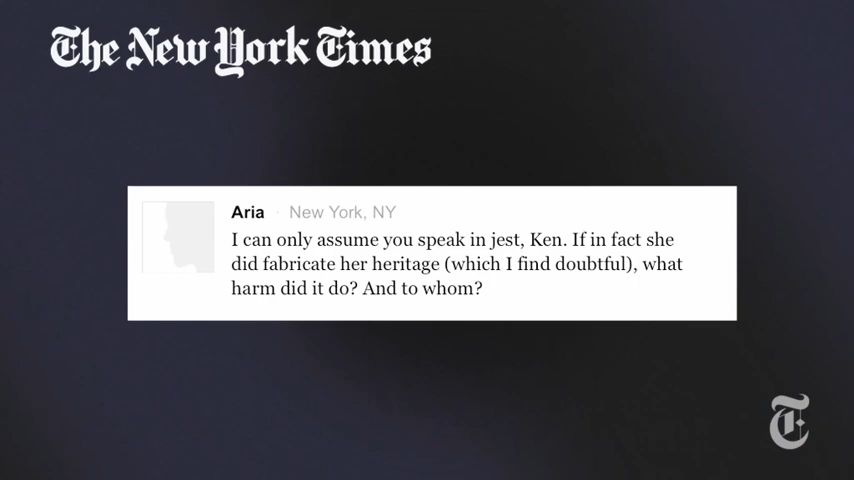 The New York Times
Aria · New York, NY
I can only assume you speak in jest, Ken. If in fact she
did fabricate her heritage (which I find doubtful), what
harm did it do? And to whom?
T